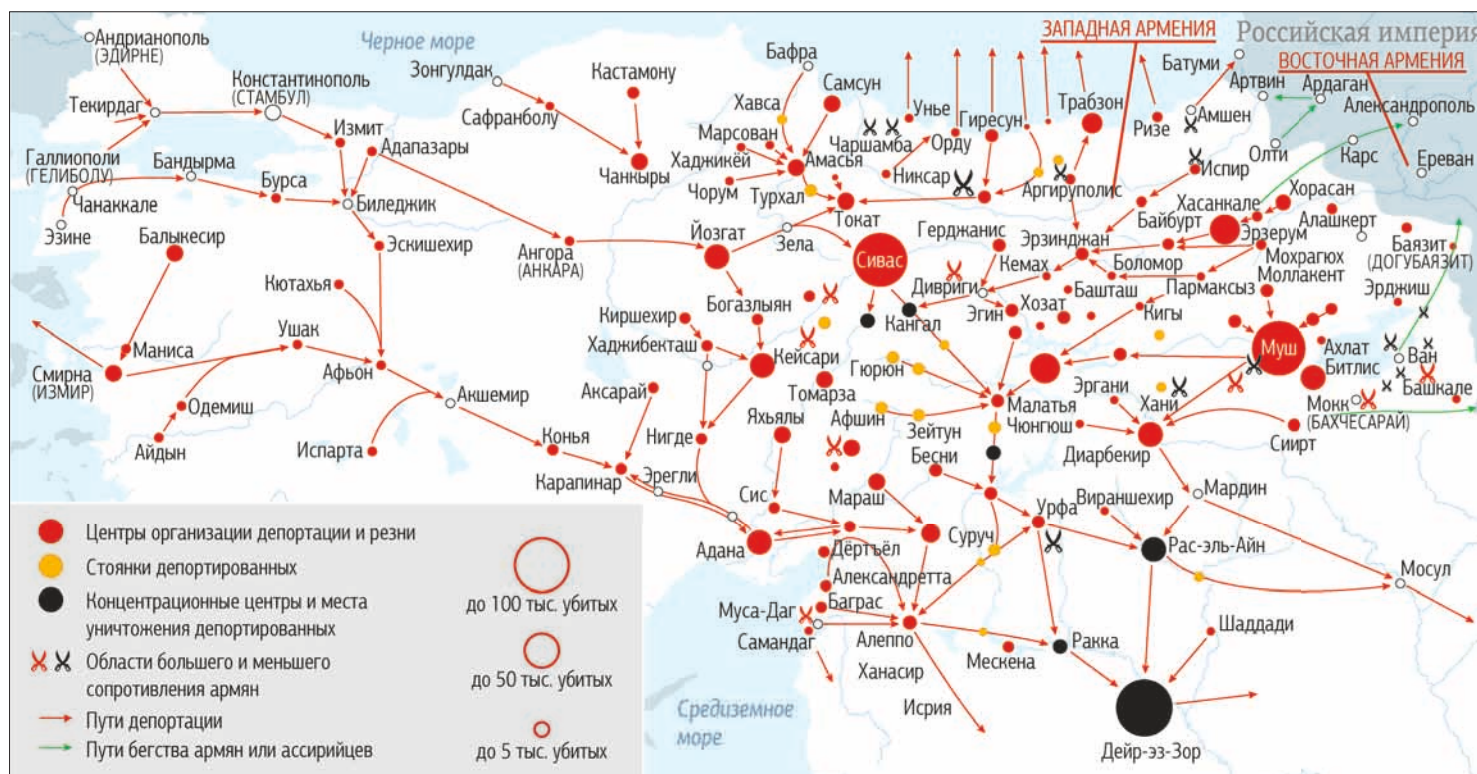 Андрианополь
(ЭДИРНЕ)
Черное море
Зонгулдак
Кастамону
Бафра
Самсун
ЗАПАДНАЯ АРМЕНИЯ
Российская империя
ВОСТОЧНАЯ АРМЕНИЯ
Батуми
Артвин
Ардаган
Александрополь
Константинополь
(СТАМБУЛ)
Текирдаг
Измит
Адапазары
Сафранболу
Чанкыры
Хавса
Марсован
Хаджикёй
Чорум
Амасья
Турхал
Токат
Чаршамба
Унье
Орду
Гиресун
Никсар
Трабзон
Ризе
Амшен
Олти
Карс
Ереван
Галлиополи
(ГЕЛИБОЛУ)
Бандырма
Бурса
Биледжик
Чанаккале
Эзине
Балыкесир
Эскишехир
Ангора
(АНКАРА)
Йозгат
Зела
Сивас
Аргируполис
Испир
Байбурт
Хасанкале
Хорасан
Эрзерум
Алашкерт
Баязит
(ДОГУБАЯЗИТ)
Герджанис
Эрзинджан
Кемах
Боломор
Мохрагюх
Моллакент
Пармаксыз
Дивриги
Башташ
Эгин
Хозат
Кигы
Эрджиш
Кютахья
Богазлыян
Киршехир
Хаджибекташ
Кангал
Ушак
Маниса
Смирна
(ИЗМИР)
Афьон
Кейсари
Томарза
Гюрюн
Муш
Ахлат
Битлис
Ван
Башкале
Мокк
(БАХЧЕСАРАЙ)
Одемиш
Айдын
Акшемир
Аксарай
Яхьялы
Афшин
Зейтун
Малатья
Чюнгюш
Эргани
Хани
Сиирт
Испарта
Конья
Нигде
Карапинар
Эрегли
Бесни
Диарбекир
Сис
Мараш
Мардин
Урфа
Вираншехир
Адана
Суруч
Рас-эль-Айн
Дёртъёл
Александретта
Баграс
Мосул
Муса-Даг
Самандаг
Алеппо
Ракка
Шаддади
Мескена
Ханасир
Исрия
Средиземное
море
Дейр-эз-Зор
Центры организации депортации и резни
Стоянки депортированных
Концентрационные центры и места
уничтожения депортированных
Области большего и меньшего
сопротивления армян
Пути депортации
Пути бегства армян или ассирийцев
до 100 тыс. убитых
до 50 тыс. убитых
до 5 тыс. убитых